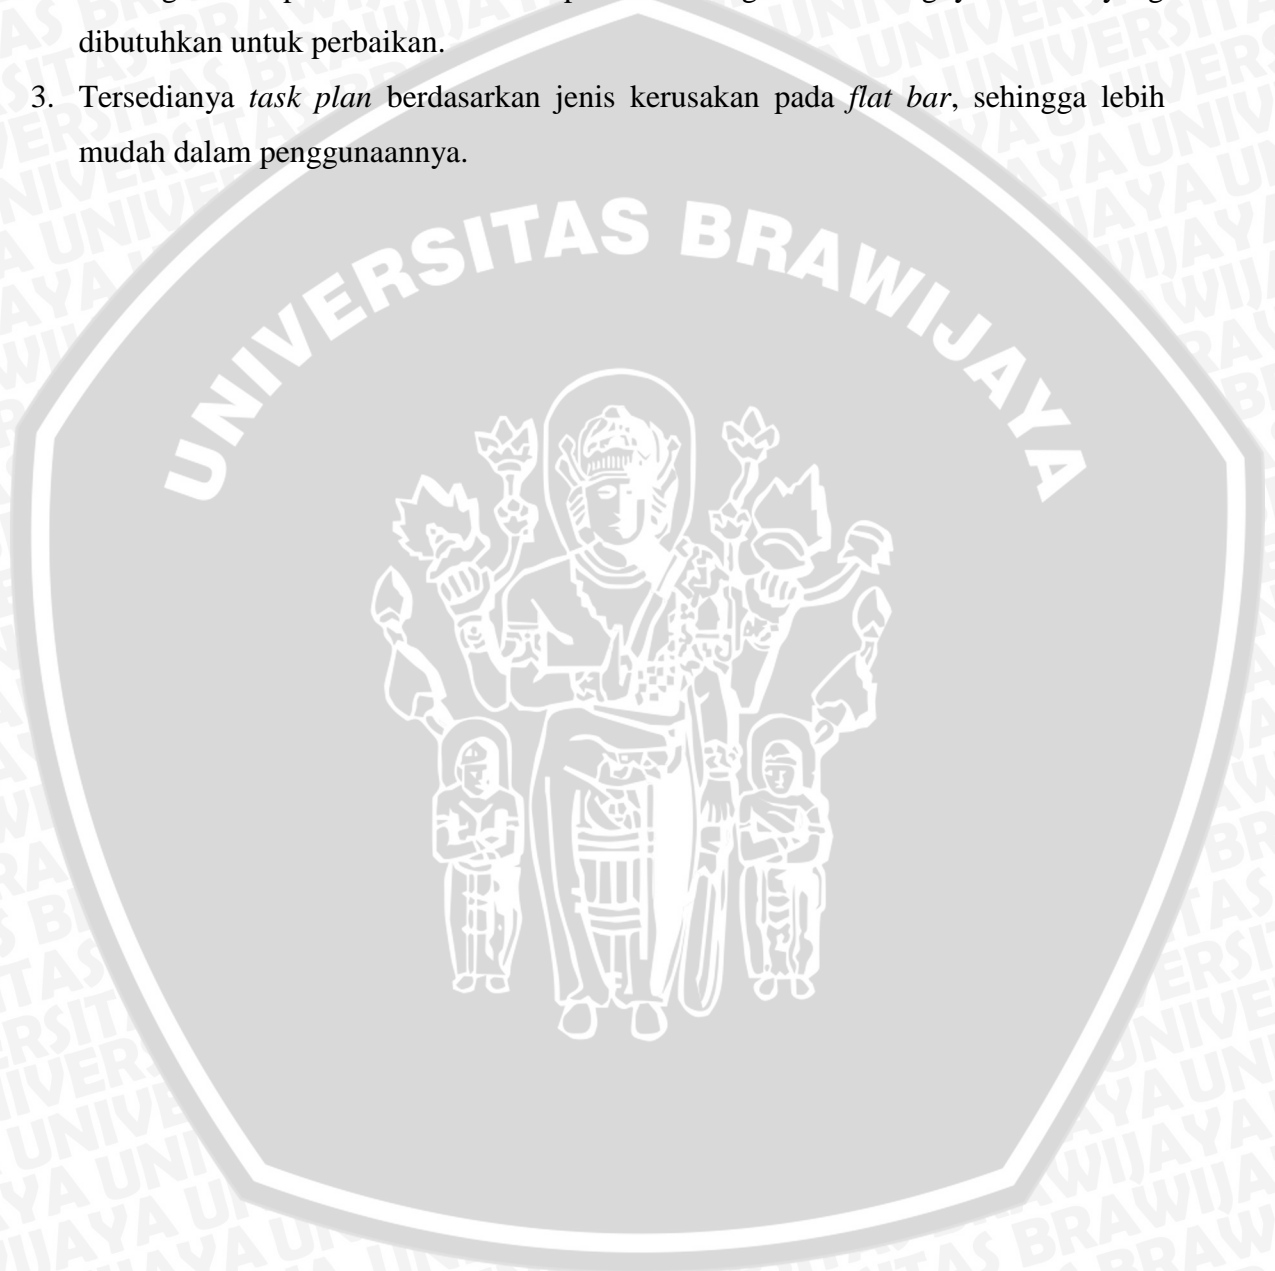 dibutuhkan untuk perbaikan.
3. Tersedianya task plan berdasarkan jenis kerusakan pada flat bar, sehingga lebih
mudah dalam penggunaannya.
UNIVERSITAS BRAWIJAYA